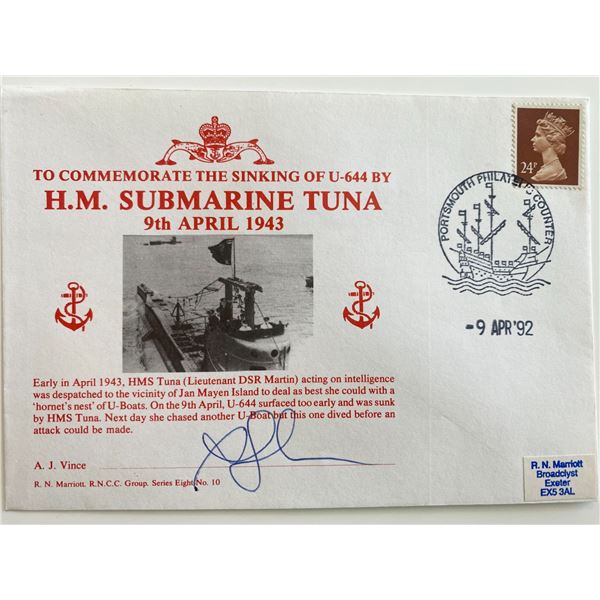 TO COMMEMORATE THE SINKING OF U-644 BY
H.M. SUBMARINE TUNA
9th APRIL 1943
24P
PORTSMOUTH PHILATELIC COUNTER
-9 APR'92
Early in April 1943, HMS Tuna (Lieutenant DSR Martin) acting on intelligence
was despatched to the vicinity of Jan Mayen Island to deal as best she could with a
'hornet's nest' of U-Boats. On the 9th April, U-644 surfaced too early and was sunk
by HMS Tuna. Next day she chased another U-Boat but this one dived before an
attack could be made.
A. J. Vince
R. N. Marriott. R.N.C.C. Group. Series Eight No. 10
R. N. Marriott
Broadclyst
Exeter
EX5 3AL